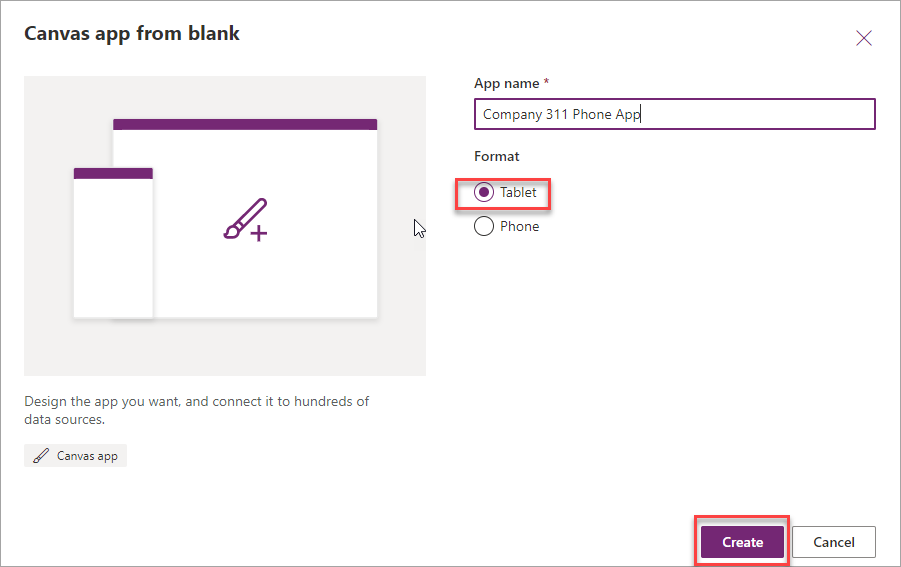 Canvas app from blank
App name *
Company 311 Phone App
Format
Tablet
Phone
Design the app you want, and connect it to hundreds of
data sources.
Canvas app
Create
Cancel